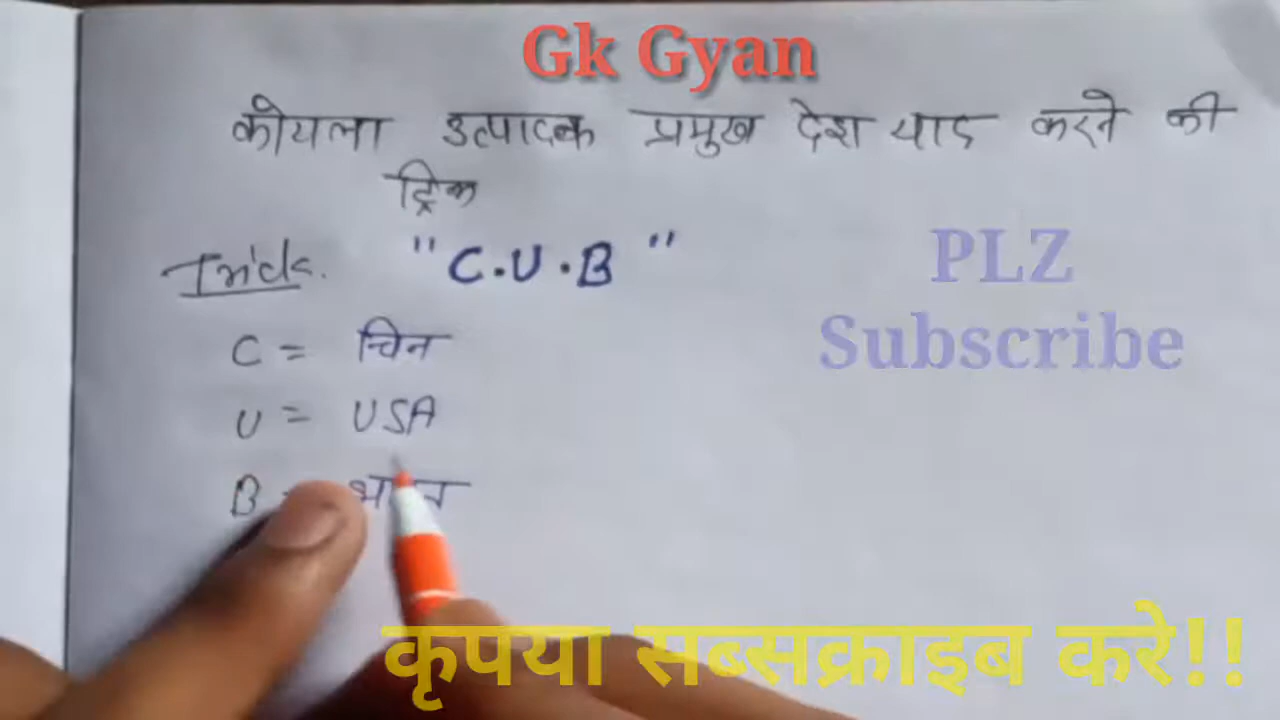 Gk Gyan
कोयला उत्पादक प्रमुख देश याद करने की
ट्रिक
Trick.
"C.U.B"
PLZ
Subscribe
C = चिन
U = USA
B =
कृपया सब्सक्राइब करे!!